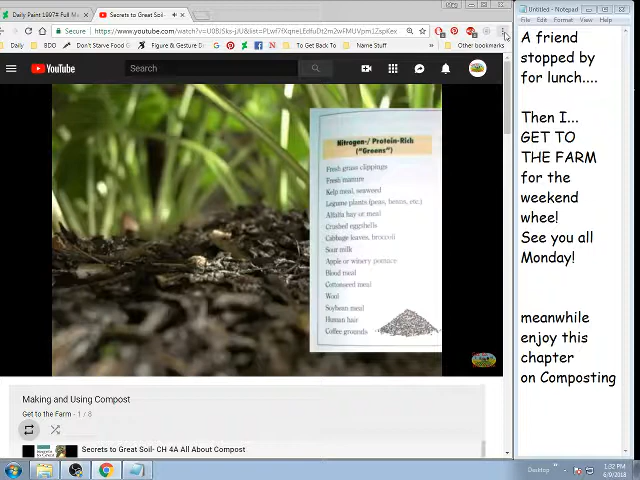 Daily Paint 1997# Let M
Secrets to Great Soil-
Untitled - Notepad
Secure
https://www.youtube.com/watch?v=
File Edit Format View Help
Daily
BDO
Don't Starve Food G
Figure & Gesture Dr
To Get Back To
Name Stuff
Other bookmarks
YouTube
Search
Nitrogen-/ Protein-Rich
("Greens")
Fresh grass clippings
Fresh manure
Kelp meal, seaweed
Legume plants (peas, beans, etc.)
Alfalfa hay or meal
Crushed eggshells
Cabbage leaves, broccoli
Sour milk
Apple or winery pomace
Blood meal
Cottonseed meal
Wool
Soybean meal
Human hair
Coffee grounds
Making and Using Compost
Get to the Farm - 1 / 8
Secrets to Great Soil- CH 4A All About Compost
A friend
stopped by
for lunch....
Then I...
GET TO
THE FARM
for the
weekend
whee!
See you all
Monday!
meanwhile
enjoy this
chapter
on Composting
Desktop
1:32 PM
6/9/2018